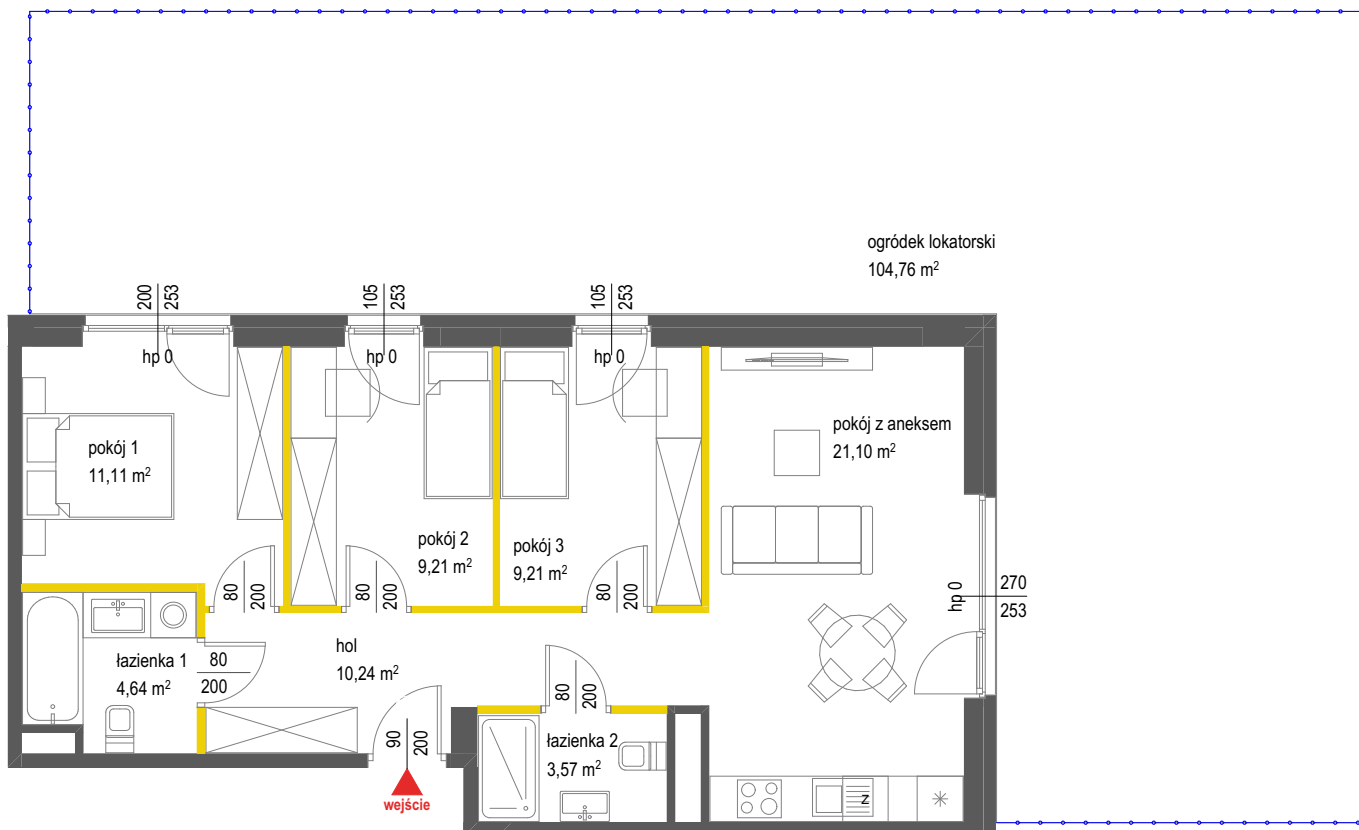 ogródek lokatorski
104,76 m²
200
253
hp 0
105
253
hp 0
105
253
hp 0
pokój 1
11,11 m²
pokój z aneksem
21,10 m²
pokój 2
9,21 m²
pokój 3
9,21 m²
80
200
80
200
80
200
hp 0
270
253
hol
10,24 m²
łazienka 1
4,64 m²
80
200
80
200
90
200
łazienka 2
3,57 m²
z
wejście